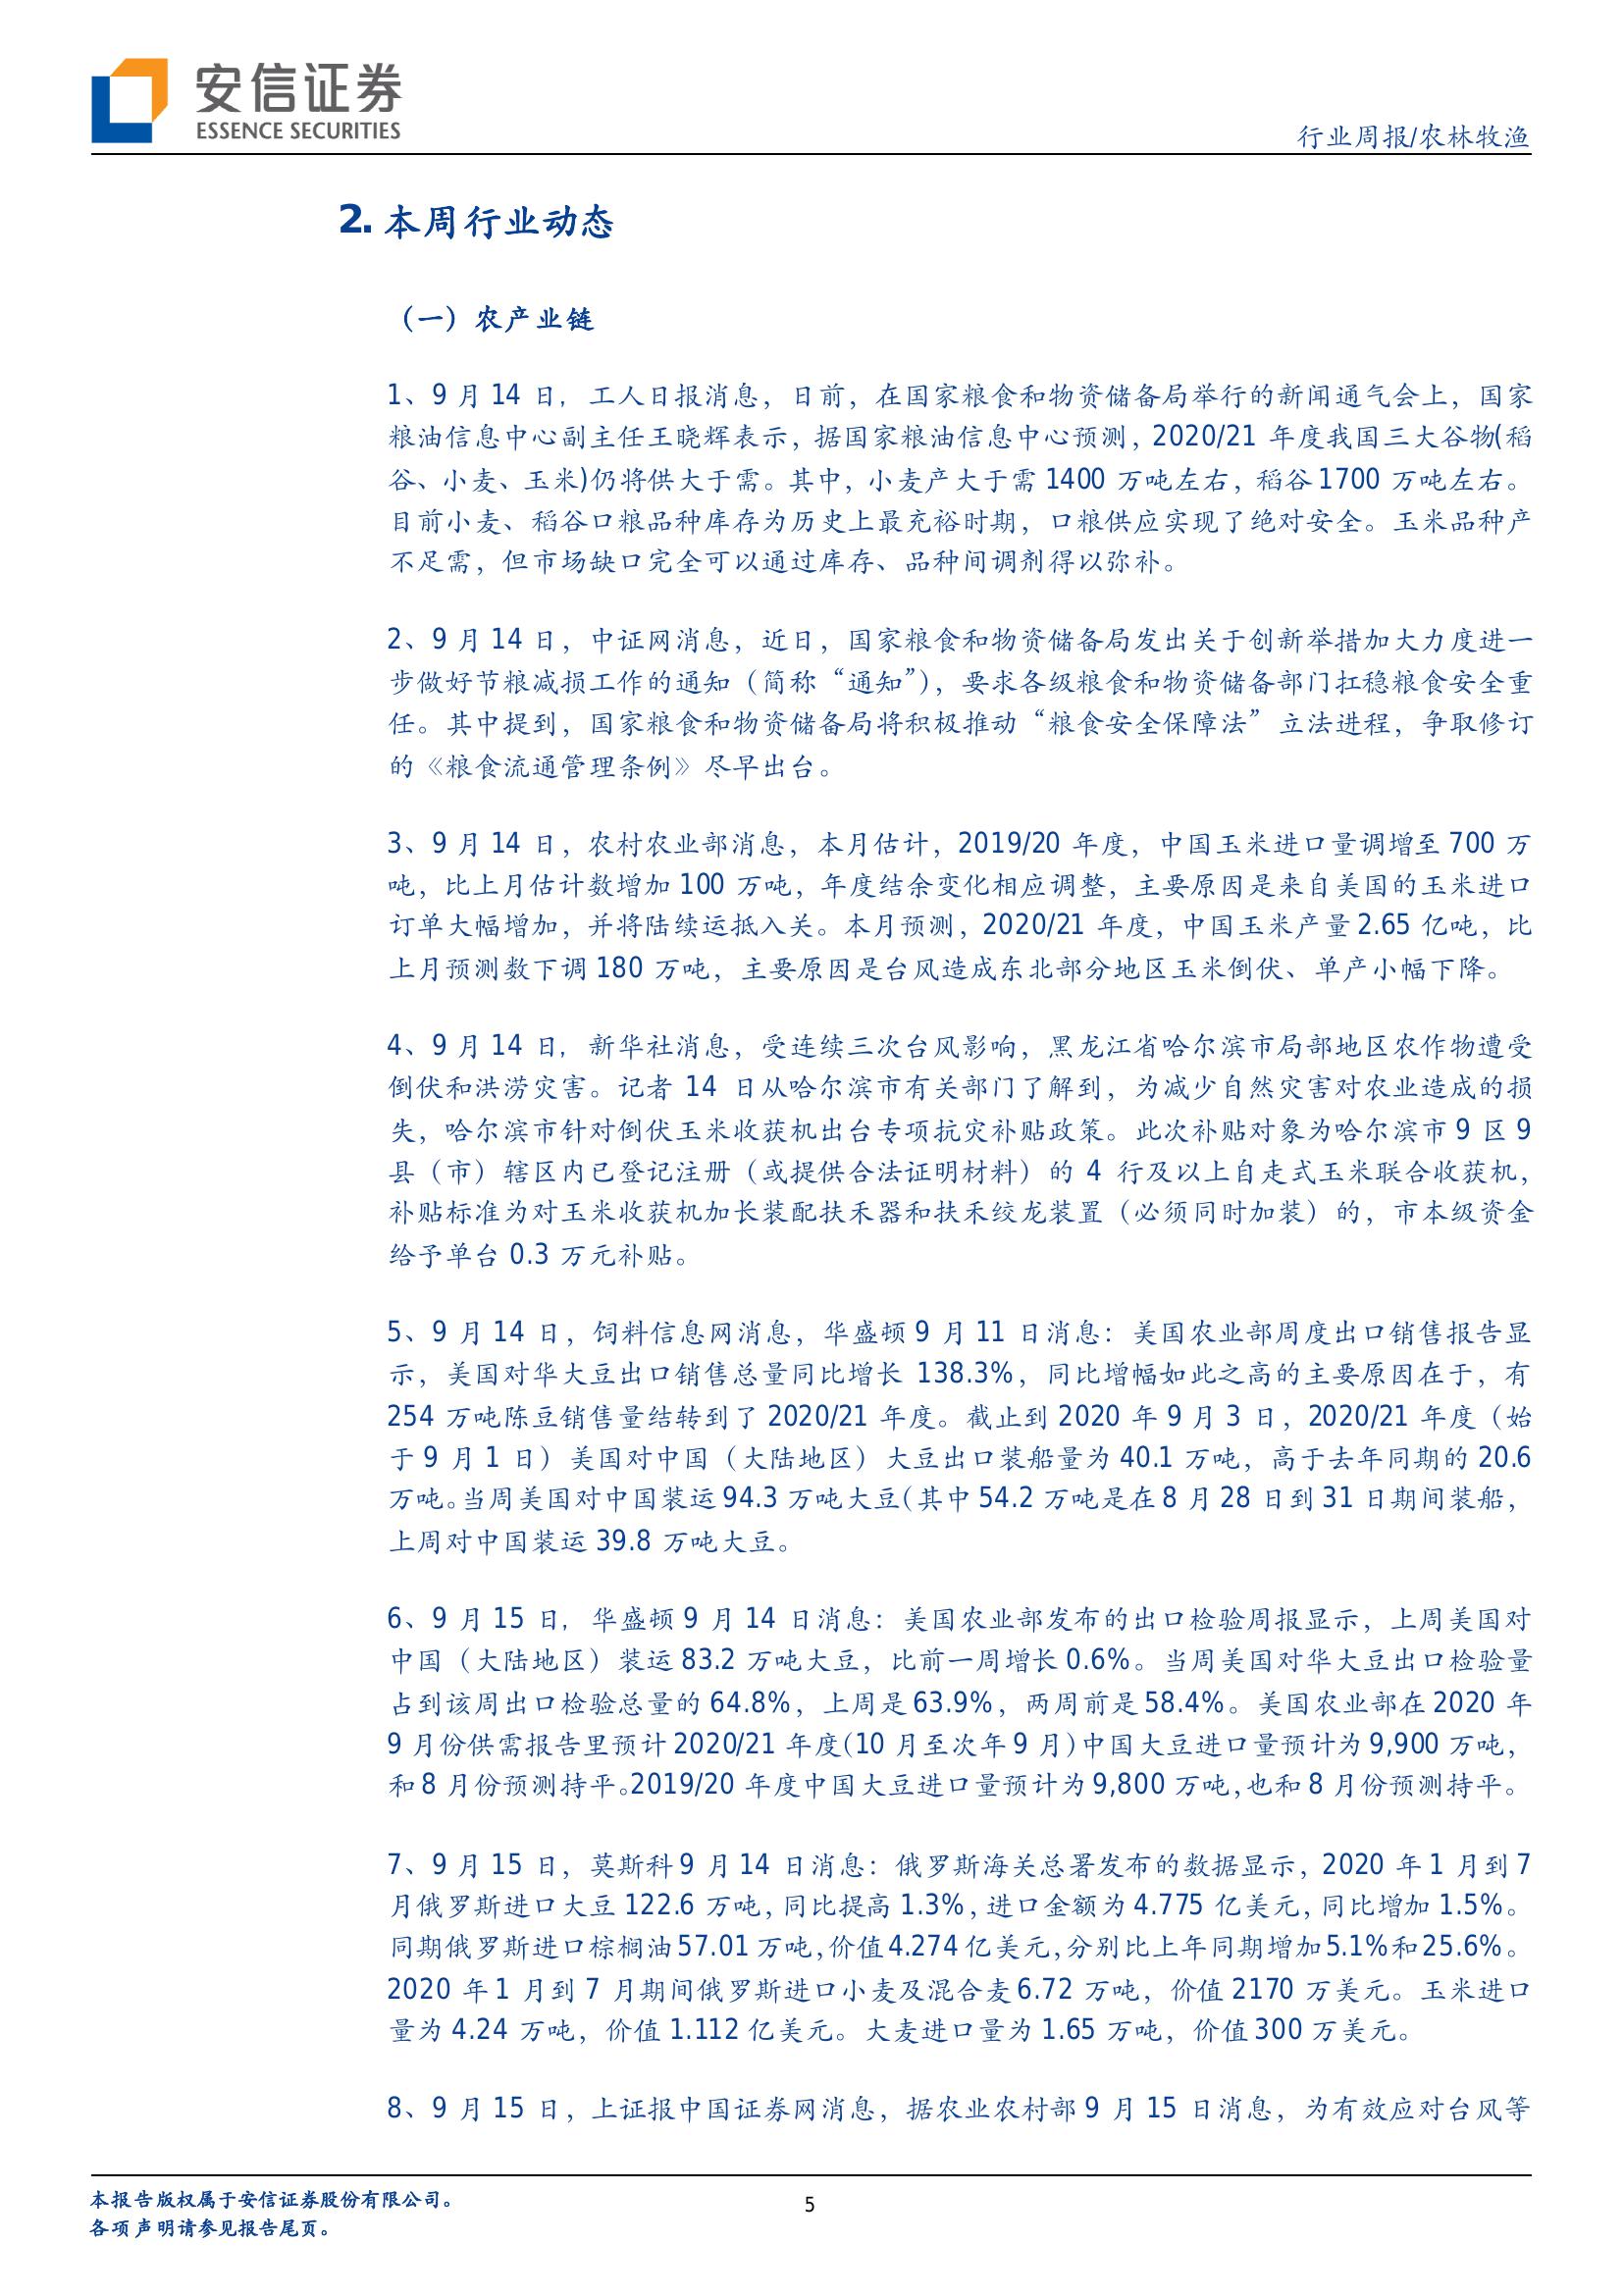 安信证券
ESSENCE SECURITIES
行业周报/农林牧渔
2. 本周行业动态
（一）农产业链
1、9 月 14 日，工人日报消息，日前，在国家粮食和物资储备局举行的新闻通气会上，国家
粮油信息中心副主任王晓辉表示，据国家粮油信息中心预测，2020/21 年度我国三大谷物(稻
谷、小麦、玉米)仍将供大于需。其中，小麦产大于需 1400 万吨左右，稻谷 1700 万吨左右。
目前小麦、稻谷口粮品种库存为历史上最充裕时期，口粮供应实现了绝对安全。玉米品种产
不足需，但市场缺口完全可以通过库存、品种间调剂得以弥补。
2、9 月 14 日，中证网消息，近日，国家粮食和物资储备局发出关于创新举措加大力度进一
步做好节粮减损工作的通知（简称“通知”），要求各级粮食和物资储备部门扛稳粮食安全重
任。其中提到，国家粮食和物资储备局将积极推动“粮食安全保障法”立法进程，争取修订
的《粮食流通管理条例》尽早出台。
3、9 月 14 日，农村农业部消息，本月估计，2019/20 年度，中国玉米进口量调增至 700 万
吨，比上月估计数增加 100 万吨，年度结余变化相应调整，主要原因是来自美国的玉米进口
订单大幅增加，并将陆续运抵入关。本月预测，2020/21 年度，中国玉米产量 2.65 亿吨，比
上月预测数下调 180 万吨，主要原因是台风造成东北部分地区玉米倒伏、单产小幅下降。
4、9 月 14 日，新华社消息，受连续三次台风影响，黑龙江省哈尔滨市局部地区农作物遭受
倒伏和洪涝灾害。记者 14 日从哈尔滨市有关部门了解到，为减少自然灾害对农业造成的损
失，哈尔滨市针对倒伏玉米收获机出台专项抗灾补贴政策。此次补贴对象为哈尔滨市 9 区 9
县（市）辖区内已登记注册（或提供合法证明材料）的 4 行及以上自走式玉米联合收获机，
补贴标准为对玉米收获机加长装配扶禾器和扶禾绞龙装置（必须同时加装）的，市本级资金
给予单台 0.3 万元补贴。
5、9 月 14 日，饲料信息网消息，华盛顿 9 月 11 日消息：美国农业部周度出口销售报告显
示，美国对华大豆出口销售总量同比增长 138.3%，同比增幅如此之高的主要原因在于，有
254 万吨陈豆销售量结转到了 2020/21 年度。截止到 2020 年 9 月 3 日，2020/21 年度（始
于 9 月 1 日）美国对中国（大陆地区）大豆出口装船量为 40.1 万吨，高于去年同期的 20.6
万吨。当周美国对中国装运 94.3 万吨大豆(其中 54.2 万吨是在 8 月 28 日到 31 日期间装船，
上周对中国装运 39.8 万吨大豆。
6、9 月 15 日，华盛顿 9 月 14 日消息：美国农业部发布的出口检验周报显示，上周美国对
中国（大陆地区）装运 83.2 万吨大豆，比前一周增长 0.6%。当周美国对华大豆出口检验量
占到该周出口检验总量的 64.8%，上周是 63.9%，两周前是 58.4%。美国农业部在 2020 年
9 月份供需报告里预计 2020/21 年度(10 月至次年 9 月)中国大豆进口量预计为 9,900 万吨，
和 8 月份预测持平。2019/20 年度中国大豆进口量预计为 9,800 万吨，也和 8 月份预测持平。
7、9 月 15 日，莫斯科 9 月 14 日消息：俄罗斯海关总署发布的数据显示，2020 年 1 月到 7
月俄罗斯进口大豆 122.6 万吨，同比提高 1.3%，进口金额为 4.775 亿美元，同比增加 1.5%。
同期俄罗斯进口棕榈油 57.01 万吨，价值 4.274 亿美元，分别比上年同期增加 5.1%和 25.6%。
2020 年 1 月到 7 月期间俄罗斯进口小麦及混合麦 6.72 万吨，价值 2170 万美元。玉米进口
量为 4.24 万吨，价值 1.112 亿美元。大麦进口量为 1.65 万吨，价值 300 万美元。
8、9 月 15 日，上证报中国证券网消息，据农业农村部 9 月 15 日消息，为有效应对台风等
本报告版权属于安信证券股份有限公司。
5
各项声明请参见报告尾页。